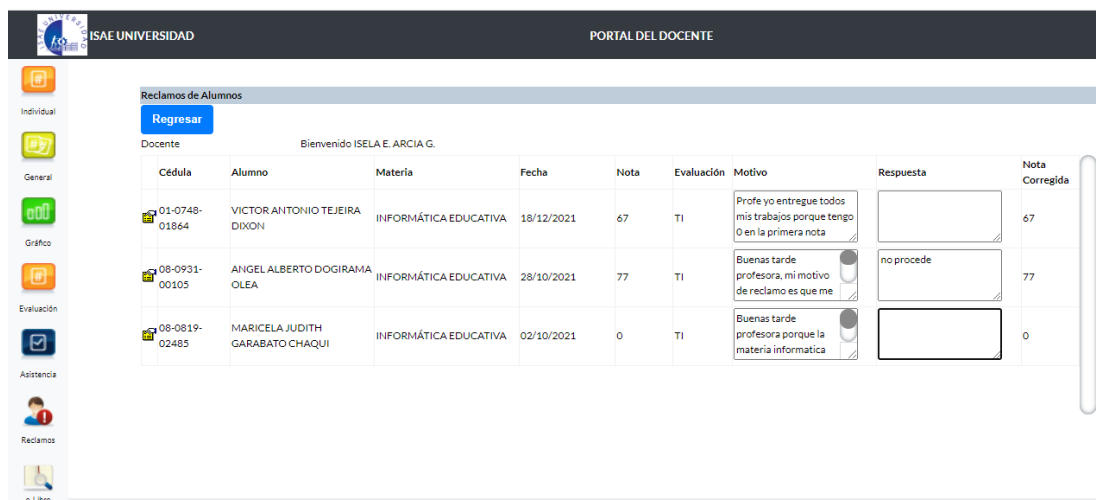 ISAE UNIVERSIDAD
ISAE UNIVERSIDAD PORTAL DEL DOCENTE
Individual
General
Gráfico
Evaluación
Asistencia
Reclamos
e-Libro
Reclamos de Alumnos
Regresar
Docente Bienvenido ISELA E. ARCIA G.
Cédula Alumno Materia Fecha Nota Evaluación Motivo Respuesta Nota
Corregida
01-0748-
01864
VICTOR ANTONIO TEJEIRA
DIXON
INFORMÁTICA EDUCATIVA 18/12/2021 67 TI
Profe yo entregue todos
mis trabajos porque tengo
0 en la primera nota
67
08-0931-
00105
ANGEL ALBERTO DOGIRAMA
OLEA
INFORMÁTICA EDUCATIVA 28/10/2021 77 TI
Buenas tarde
profesora, mi motivo
de reclamo es que me
no procede
77
08-0819-
02485
MARICELA JUDITH
GARABATO CHAQUI
INFORMÁTICA EDUCATIVA 02/10/2021 0 TI
Buenas tarde
profesora porque la
materia informatica
0